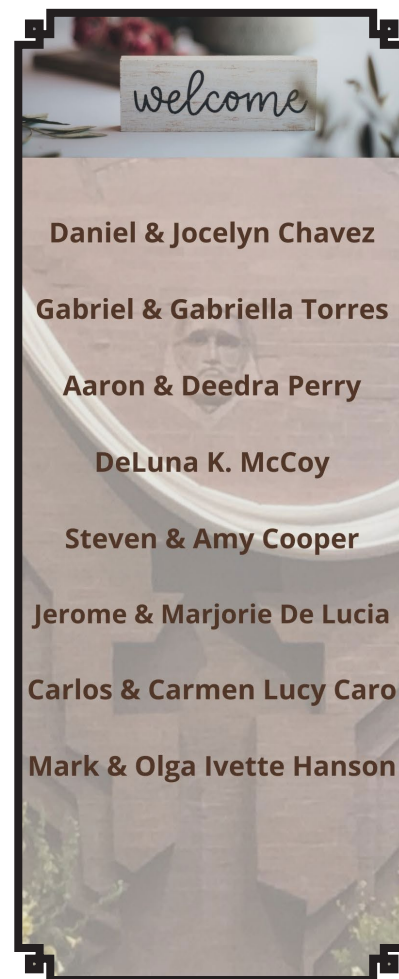 welcome
Daniel & Jocelyn Chavez
Gabriel & Gabriella Torres
Aaron & Deedra Perry
DeLuna K. McCoy
Steven & Amy Cooper
Jerome & Marjorie De Lucia
Carlos & Carmen Lucy Caro
Mark & Olga Ivette Hanson